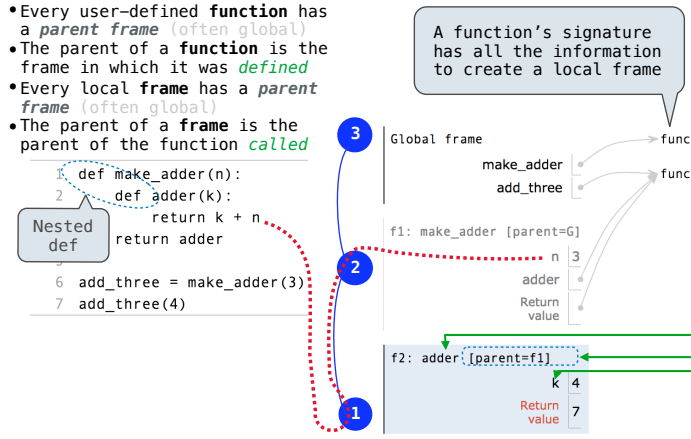 • Every user-defined function has
a parent frame (often global)
• The parent of a function is the
frame in which it was defined
• Every local frame has a parent
frame (often global)
• The parent of a frame is the
parent of the function called
A function's signature
has all the information
to create a local frame
1 def make_adder(n):
2 def adder(k):
return k + n
return adder
6 add_three = make_adder(3)
7 add_three(4)
Nested
def
3
2
1
Global frame
make_adder
add_three
func
func
f1: make_adder [parent=G]
n 3
adder
Return
value
f2: adder [parent=f1]
k 4
Return
value 7